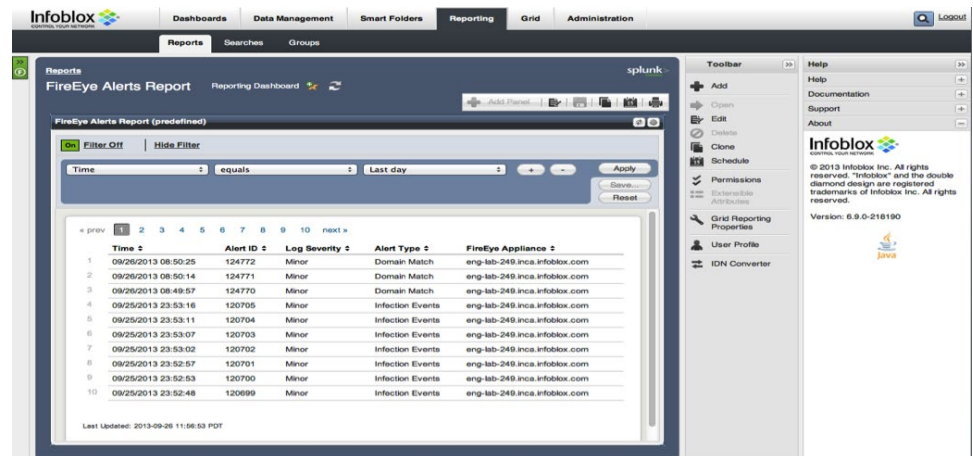 Infoblox
CONTROL YOUR NETWORK
Dashboards Data Management Smart Folders Reporting Grid Administration
Logout
Reports Searches Groups
Reports
splunk>
FireEye Alerts Report Reporting Dashboard
Add Panel
FireEye Alerts Report (predefined)
On Filter Off | Hide Filter
Time equals Last day + - Apply
Save...
Reset
« prev 1 2 3 4 5 6 7 8 9 10 next »
Time Alert ID Log Severity Alert Type FireEye Appliance
1 09/26/2013 08:50:25 124772 Minor Domain Match eng-lab-249.inca.infoblox.com
2 09/26/2013 08:50:14 124771 Minor Domain Match eng-lab-249.inca.infoblox.com
3 09/26/2013 08:49:57 124770 Minor Domain Match eng-lab-249.inca.infoblox.com
4 09/25/2013 23:53:16 120705 Minor Infection Events eng-lab-249.inca.infoblox.com
5 09/25/2013 23:53:11 120704 Minor Infection Events eng-lab-249.inca.infoblox.com
6 09/25/2013 23:53:07 120703 Minor Infection Events eng-lab-249.inca.infoblox.com
7 09/25/2013 23:53:02 120702 Minor Infection Events eng-lab-249.inca.infoblox.com
8 09/25/2013 23:52:57 120701 Minor Infection Events eng-lab-249.inca.infoblox.com
9 09/25/2013 23:52:53 120700 Minor Infection Events eng-lab-249.inca.infoblox.com
10 09/25/2013 23:52:48 120699 Minor Infection Events eng-lab-249.inca.infoblox.com
Last Updated: 2013-09-26 11:56:53 PDT
Toolbar
Add
Open
Edit
Delete
Clone
Schedule
Permissions
Extensible
Attributes
Grid Reporting
Properties
User Profile
IDN Converter
Help
Help
Documentation
Support
About
Infoblox
CONTROL YOUR NETWORK
© 2013 Infoblox Inc. All rights
reserved. "Infoblox" and the double
diamond design are registered
trademarks of Infoblox Inc. All rights
reserved.
Version: 6.9.0-218190
Java